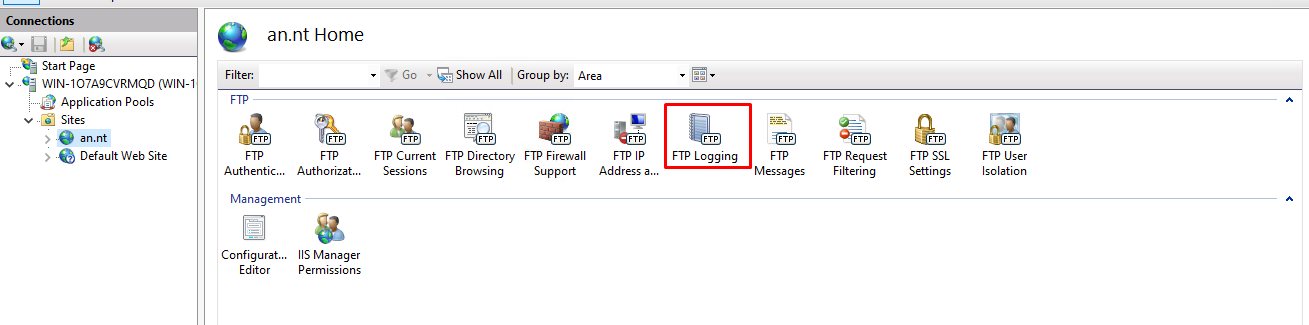 Connections
an.nt Home
Filter:
Go
Show All
Group by:
Area
Start Page
WIN-1O7A9CVRMQD (WIN-1
Application Pools
Sites
an.nt
Default Web Site
FTP
FTP Authentic...
FTP Authorizat...
FTP Current Sessions
FTP Directory Browsing
FTP Firewall Support
FTP IP Address a...
FTP Logging
FTP Messages
FTP Request Filtering
FTP SSL Settings
FTP User Isolation
Management
Configurat... Editor
IIS Manager Permissions